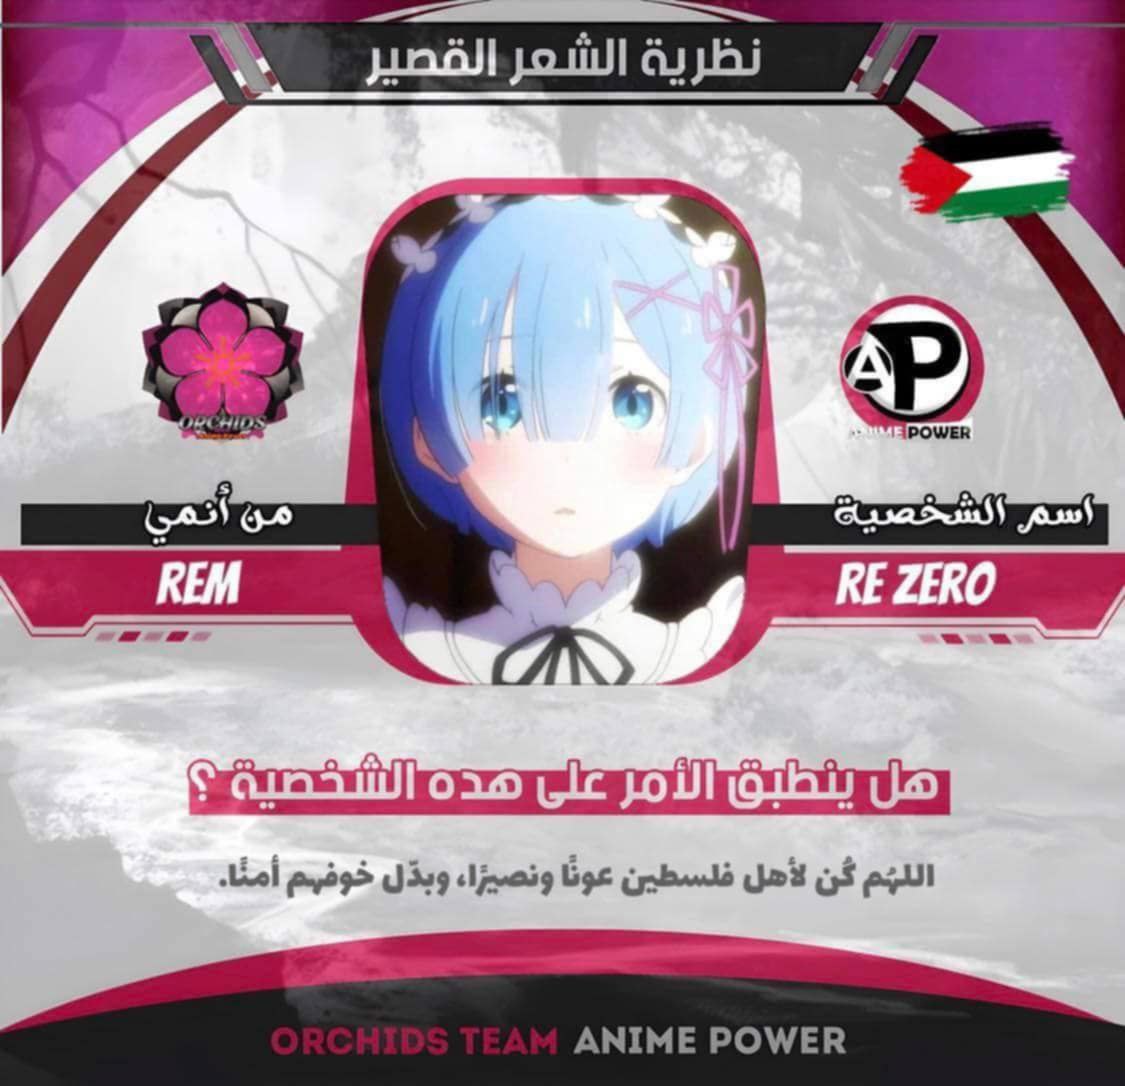 نظرية الشعر القصير
ORCHIDS
AP
ANIME POWER
اسم الشخصية
من أنمي
RE ZERO
REM
هل ينطبق الأمر على هده الشخصية ؟
اللهُم كُن لأهل فلسطين عونًا ونصيرًا، وبدّل خوفهم أمنًا.
ORCHIDS TEAM ANIME POWER